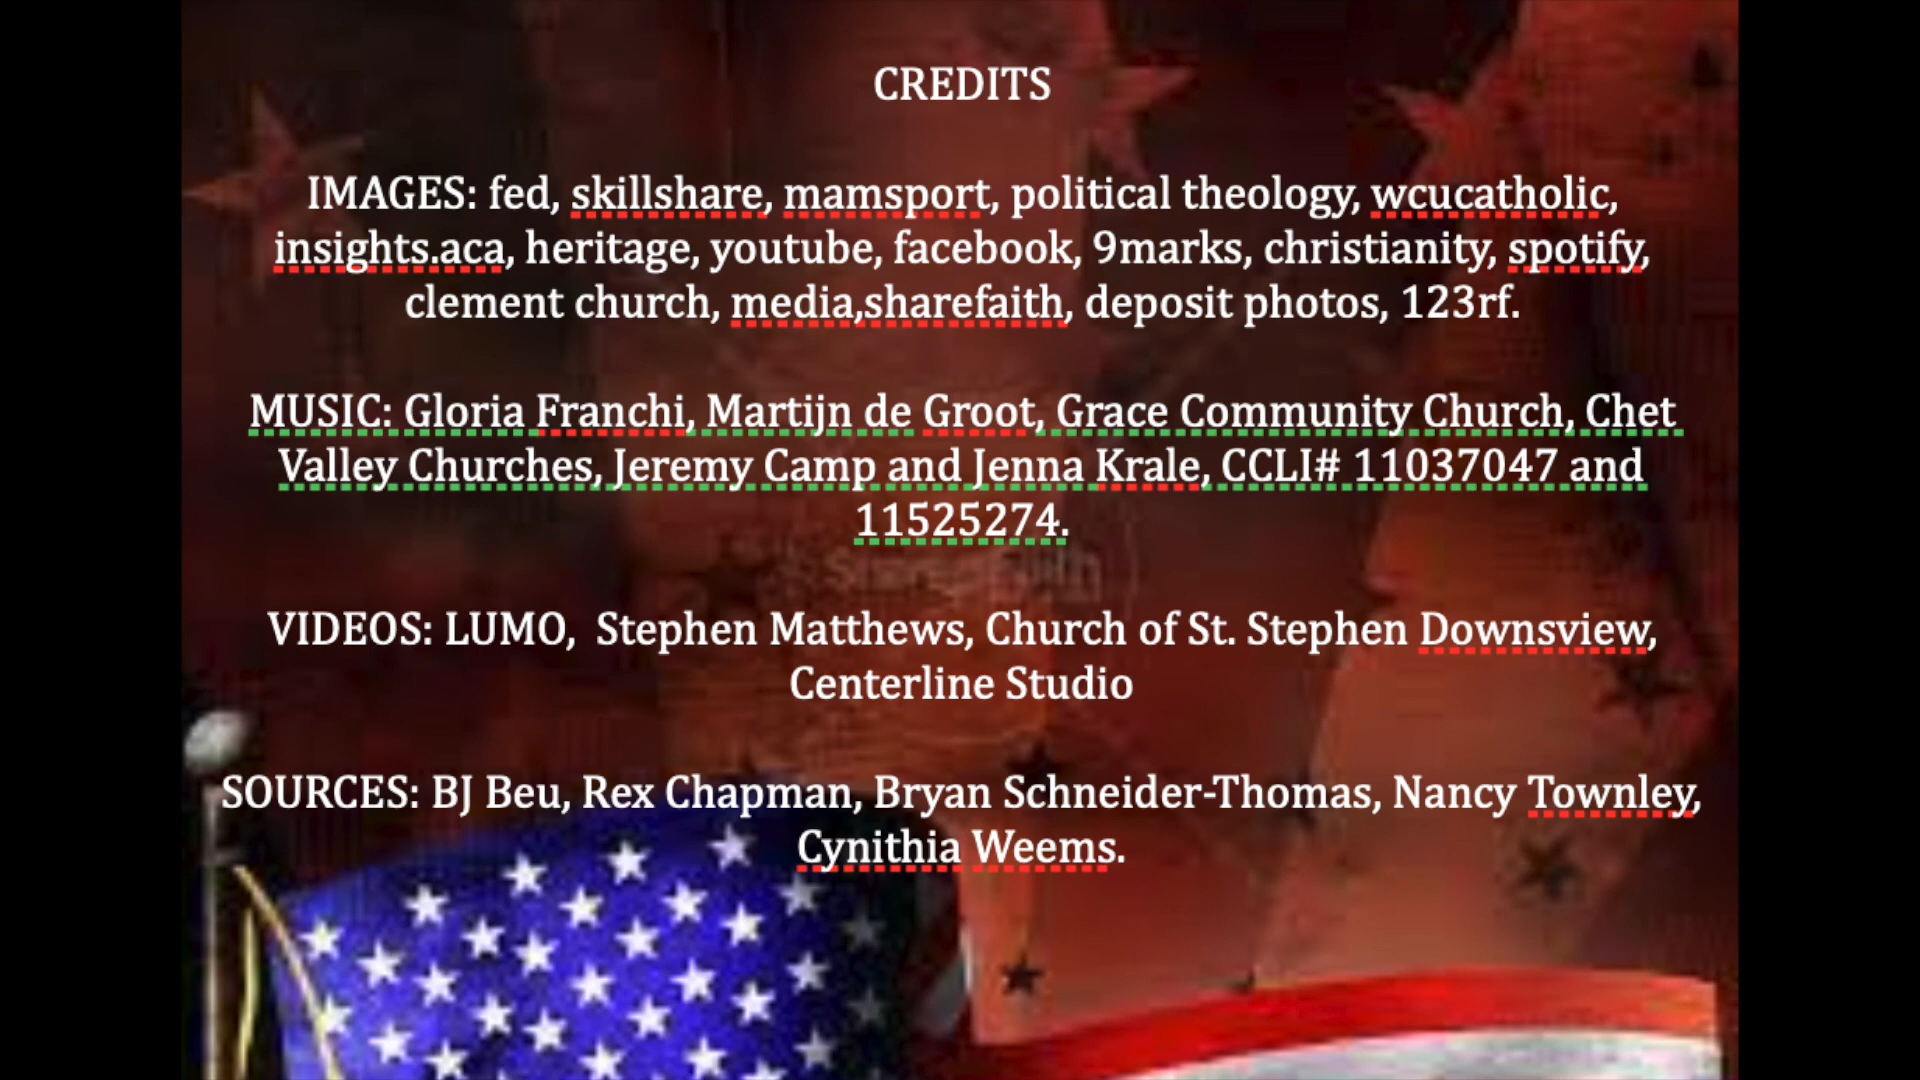 CREDITS
IMAGES: fed, skillshare, mamsport, political theology, wcucatholic,
insights.aca, heritage, youtube, facebook, 9marks, christianity, spotify,
clement church, media,sharefaith, deposit photos, 123rf.
MUSIC: Gloria Franchi, Martijn de Groot, Grace Community Church, Chet
Valley Churches, Jeremy Camp and Jenna Krale, CCLI# 11037047 and
11525274.
VIDEOS: LUMO,  Stephen Matthews, Church of St. Stephen Downsview,
Centerline Studio
SOURCES: BJ Beu, Rex Chapman, Bryan Schneider-Thomas, Nancy Townley,
Cynithia Weems.